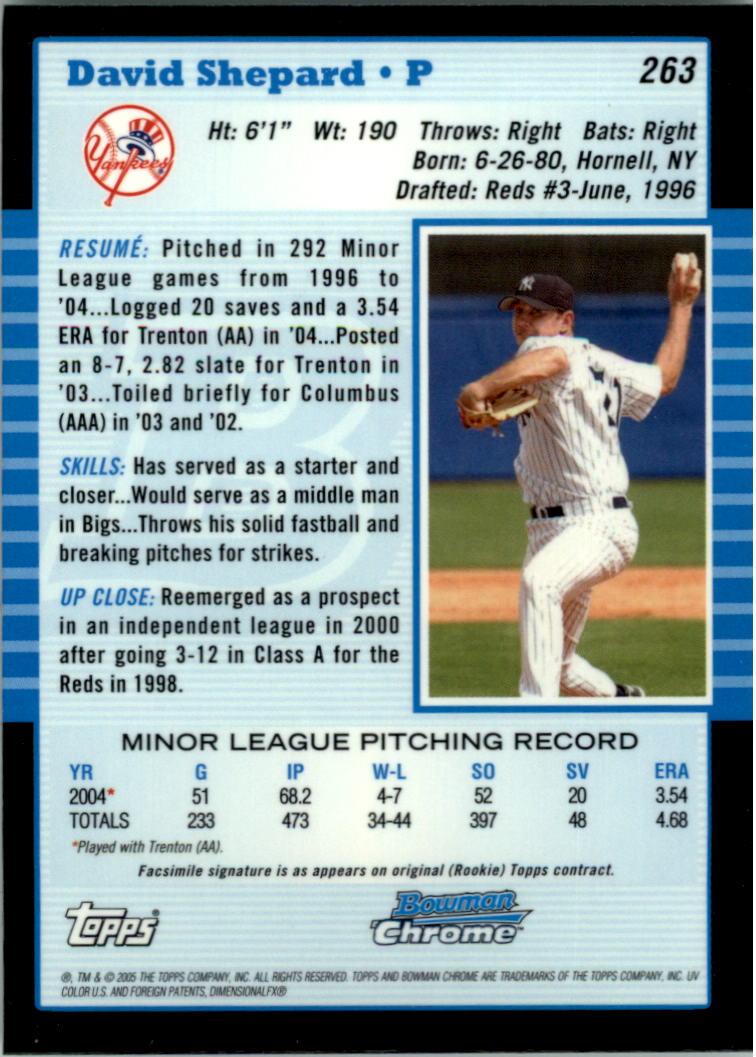 David Shepard • P
263
Yankees
Ht: 6'1" Wt: 190 Throws: Right Bats: Right
Born: 6-26-80, Hornell, NY
Drafted: Reds #3-June, 1996
RESUMÉ: Pitched in 292 Minor
League games from 1996 to
'04...Logged 20 saves and a 3.54
ERA for Trenton (AA) in '04...Posted
an 8-7, 2.82 slate for Trenton in
'03...Toiled briefly for Columbus
(AAA) in '03 and '02.
SKILLS: Has served as a starter and
closer...Would serve as a middle man
in Bigs...Throws his solid fastball and
breaking pitches for strikes.
UP CLOSE: Reemerged as a prospect
in an independent league in 2000
after going 3-12 in Class A for the
Reds in 1998.
NY
MINOR LEAGUE PITCHING RECORD
YR G IP W-L SO SV ERA
2004* 51 68.2 4-7 52 20 3.54
TOTALS 233 473 34-44 397 48 4.68
*Played with Trenton (AA).
Facsimile signature is as appears on original (Rookie) Topps contract.
Topps®
Bowman
Chrome™
®, TM & © 2005 THE TOPPS COMPANY, INC. ALL RIGHTS RESERVED. TOPPS AND BOWMAN CHROME ARE TRADEMARKS OF THE TOPPS COMPANY, INC. UV
COLOR U.S. AND FOREIGN PATENTS, DIMENSIONALFX®